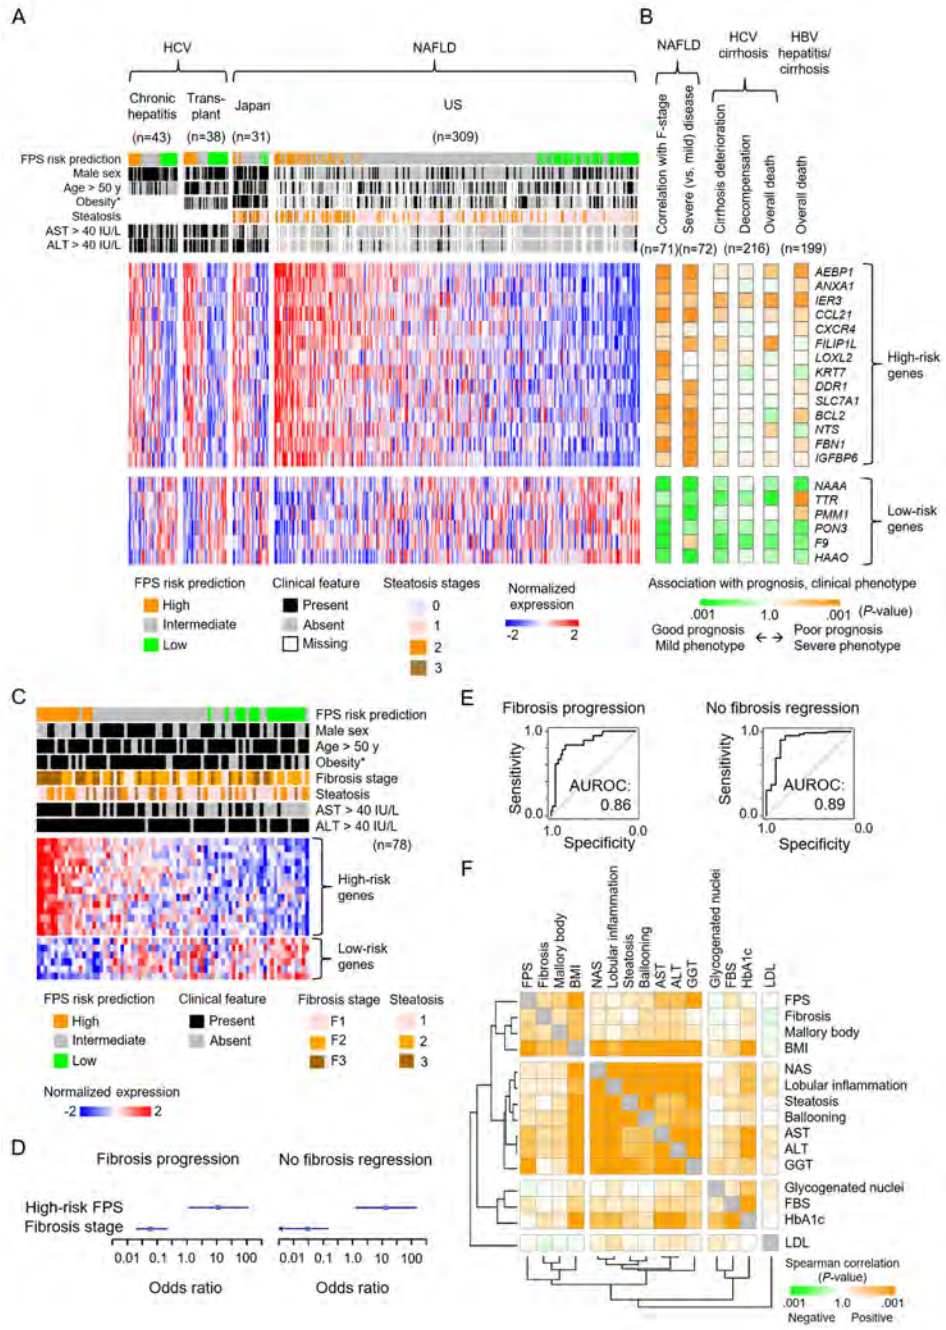 A
HCV
NAFLD
Chronic hepatitis
Trans-plant
Japan
US
(n=43)
(n=38)
(n=31)
(n=309)
FPS risk prediction
Male sex
Age > 50 y
Obesity*
Steatosis
AST > 40 IU/L
ALT > 40 IU/L
FPS risk prediction
High
Intermediate
Low
Clinical feature
Present
Absent
Missing
Steatosis stages
0
1
2
3
Normalized expression
-2
2
B
NAFLD
HCV cirrhosis
HBV hepatitis/ cirrhosis
Correlation with F-stage
Severe (vs. mild) disease
Cirrhosis deterioration
Decompensation
Overall death
Overall death
(n=71)
(n=72)
(n=216)
(n=199)
AEBP1
ANXA1
IER3
CCL21
CXCR4
FILIP1L
LOXL2
KRT7
DDR1
SLC7A1
BCL2
NTS
FBN1
IGFBP6
High-risk genes
NAAA
TTR
PMM1
PON3
F9
HAAO
Low-risk genes
Association with prognosis, clinical phenotype
.001 1.0 .001 (P-value)
Good prognosis
Mild phenotype
Poor prognosis
Severe phenotype
C
FPS risk prediction
Male sex
Age > 50 y
Obesity*
Fibrosis stage
Steatosis
AST > 40 IU/L
ALT > 40 IU/L
(n=78)
High-risk genes
Low-risk genes
FPS risk prediction
High
Intermediate
Low
Clinical feature
Present
Absent
Fibrosis stage
F1
F2
F3
Steatosis
1
2
3
Normalized expression
-2
2
D
Fibrosis progression
No fibrosis regression
High-risk FPS
Fibrosis stage
0.01 0.1 1.0 10 100
0.01 0.1 1.0 10 100
Odds ratio
Odds ratio
E
Fibrosis progression
No fibrosis regression
Sensitivity
1.0
0.0
AUROC:
0.86
1.0
0.0
Specificity
Sensitivity
1.0
0.0
AUROC:
0.89
1.0
0.0
Specificity
F
FPS
Fibrosis
Mallory body
BMI
NAS
Lobular inflammation
Steatosis
Ballooning
AST
ALT
GGT
Glycogenated nuclei
FBS
HbA1c
LDL
FPS
Fibrosis
Mallory body
BMI
NAS
Lobular inflammation
Steatosis
Ballooning
AST
ALT
GGT
Glycogenated nuclei
FBS
HbA1c
LDL
Spearman correlation
(P-value)
.001 1.0 .001
Negative Positive